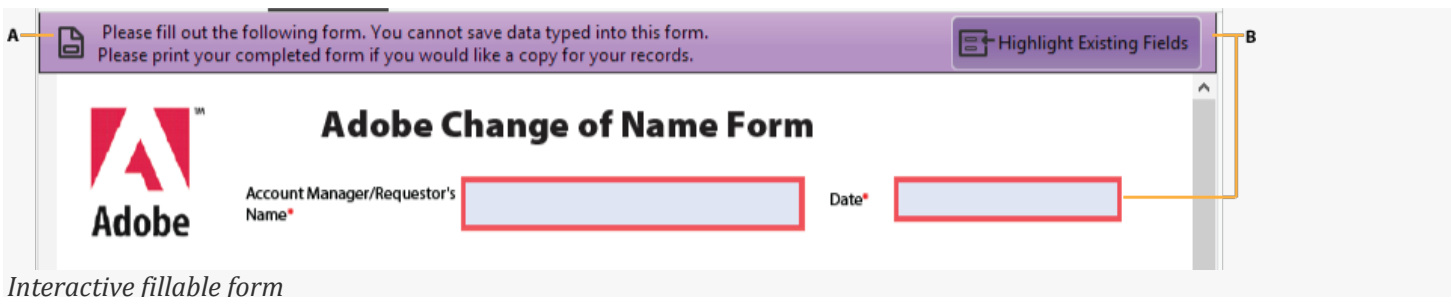 A
Please fill out the following form. You cannot save data typed into this form.
Please print your completed form if you would like a copy for your records.
Highlight Existing Fields
B
Adobe
TM
Adobe Change of Name Form
Account Manager/Requestor's
Name*
Date*
Interactive fillable form